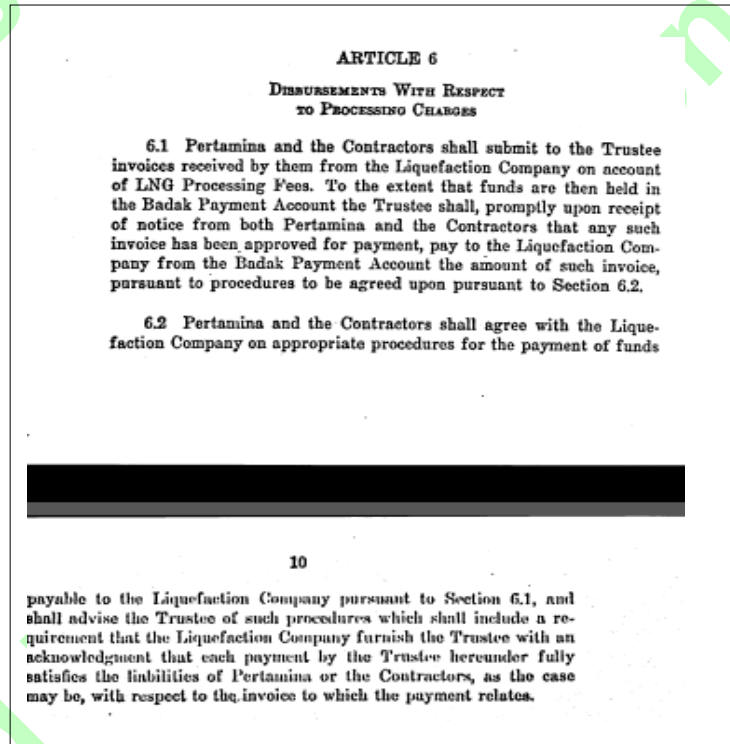 ARTICLE 6
DISBURSEMENTS WITH RESPECT
TO PROCESSING CHARGES
6.1 Pertamina and the Contractors shall submit to the Trustee
invoices received by them from the Liquefaction Company on account
of LNG Processing Fees. To the extent that funds are then held in
the Badak Payment Account the Trustee shall, promptly upon receipt
of notice from both Pertamina and the Contractors that any such
invoice has been approved for payment, pay to the Liquefaction Com-
pany from the Badak Payment Account the amount of such invoice,
pursuant to procedures to be agreed upon pursuant to Section 6.2.
6.2 Pertamina and the Contractors shall agree with the Lique-
faction Company on appropriate procedures for the payment of funds
10
payable to the Liquefaction Company pursuant to Section 6.1, and
shall advise the Trustee of such procedures which shall include a re-
quirement that the Liquefaction Company furnish the Trustee with an
acknowledgment that each payment by the Trustee hereunder fully
satisfies the liabilities of Pertamina or the Contractors, as the case
may be, with respect to the invoice to which the payment relates.